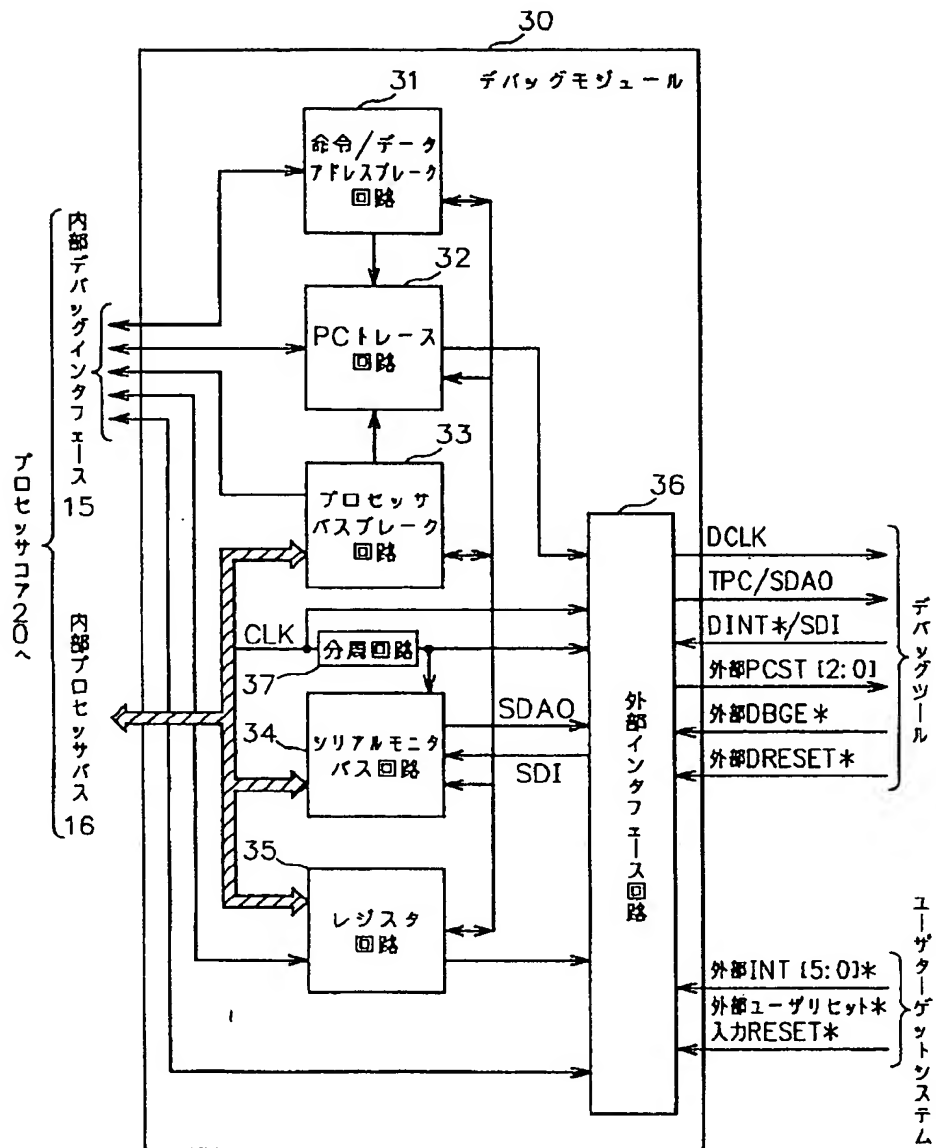 30
デバッグモジュール
31
命令/データ
アドレスブレーク
回路
32
PCトレース
回路
33
プロセッサ
バスブレーク
回路
CLK
分周回路
37
34
シリアルモニタ
バス回路
SDAO
SDI
35
レジスタ
回路
36
外部インタフェース回路
プロセッサコア20へ
内部デバッグインタフェース
15
内部プロセッサバス
16
DCLK
TPC/SDAO
DINT*/SDI
外部PCST [2:0]
外部DBGE*
外部DRESET*
デバッグツール
外部INT [5:0]*
外部ユーザリセット*
入力RESET*
ユーザターゲットシステム